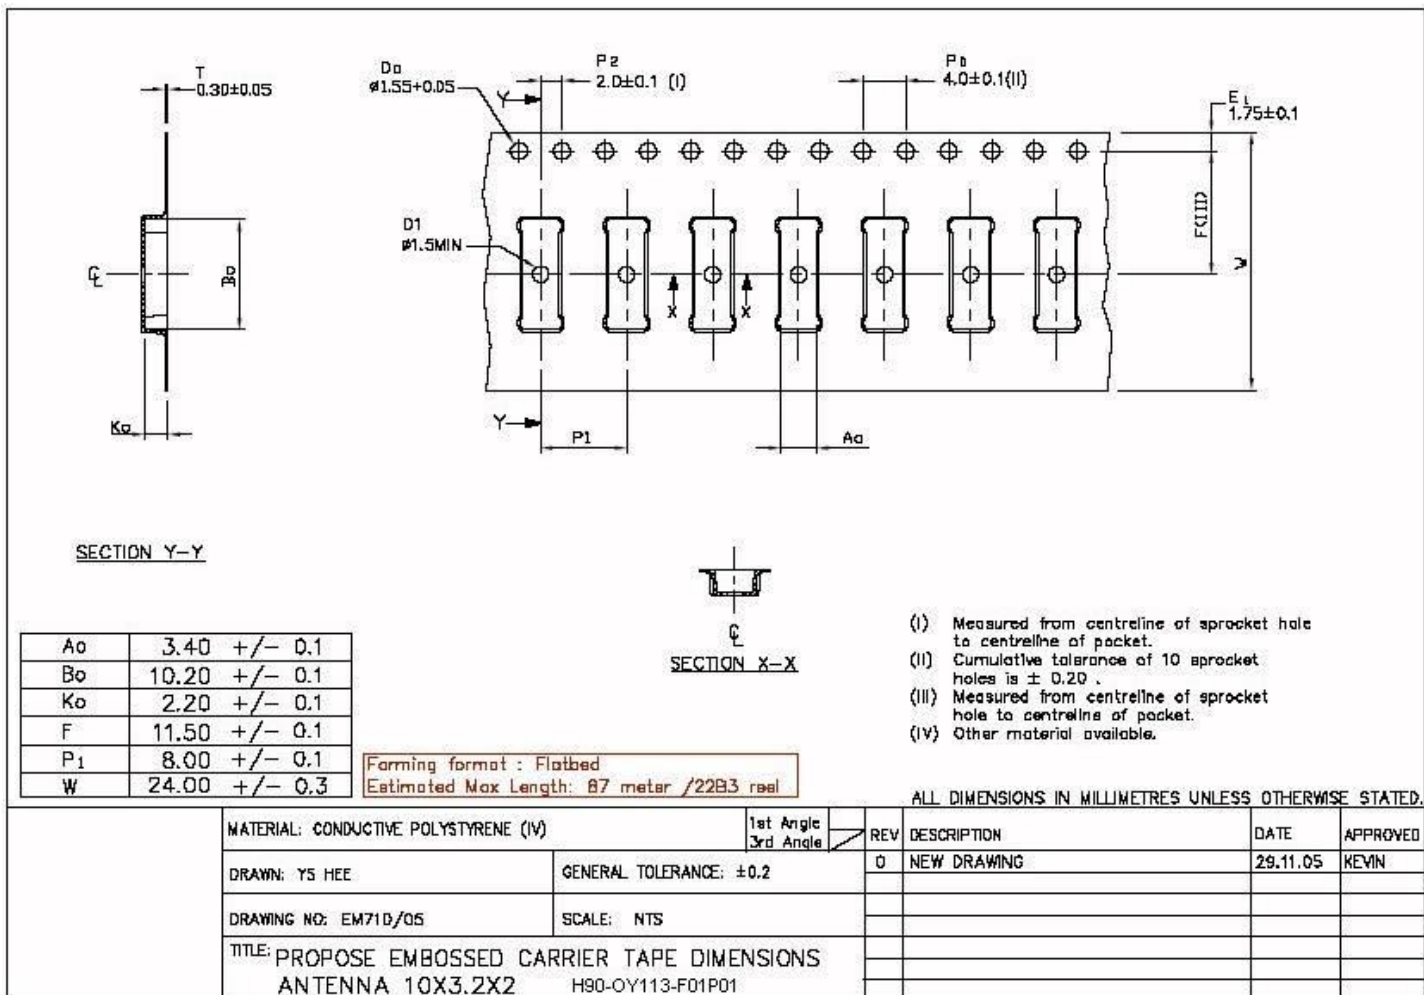 T
0.30±0.05
Do
ø1.55+0.05
P2
2.0±0.1 (I)
Po
4.0±0.1(II)
E1
1.75±0.1
Y
D1
ø1.5MIN
F(III)
W
Bo
CL
X X
Ko
Y
P1
Ao
SECTION Y-Y
CL
SECTION X-X
Ao 3.40 +/- 0.1
Bo 10.20 +/- 0.1
Ko 2.20 +/- 0.1
F 11.50 +/- 0.1
P1 8.00 +/- 0.1
W 24.00 +/- 0.3
Forming format : Flatbed
Estimated Max Length: 87 meter /22B3 reel
(I) Measured from centreline of sprocket hole
to centreline of pocket.
(II) Cumulative tolerance of 10 sprocket
holes is ± 0.20 .
(III) Measured from centreline of sprocket
hole to centreline of pocket.
(IV) Other material available.
ALL DIMENSIONS IN MILLIMETRES UNLESS OTHERWISE STATED.
MATERIAL: CONDUCTIVE POLYSTYRENE (IV)
1st Angle
3rd Angle
REV DESCRIPTION DATE APPROVED
0 NEW DRAWING 29.11.05 KEVIN
DRAWN: YS HEE
GENERAL TOLERANCE: ±0.2
DRAWING NO: EM710/05
SCALE: NTS
TITLE: PROPOSE EMBOSSED CARRIER TAPE DIMENSIONS
ANTENNA 10X3.2X2 H90-OY113-F01P01